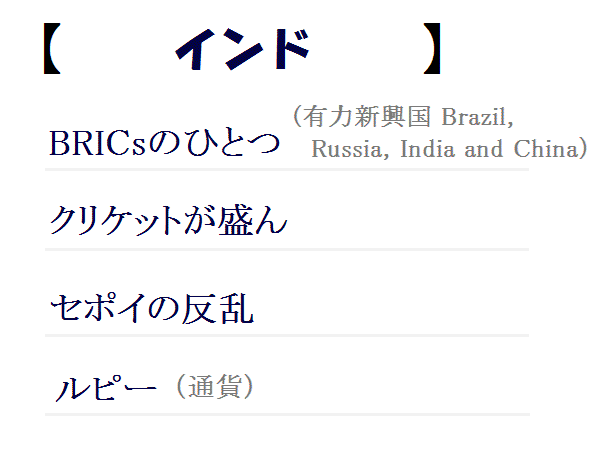 【 インド 】
BRICsのひとつ (有力新興国 Brazil,
Russia, India and China)
クリケットが盛ん
セポイの反乱
ルピー (通貨)